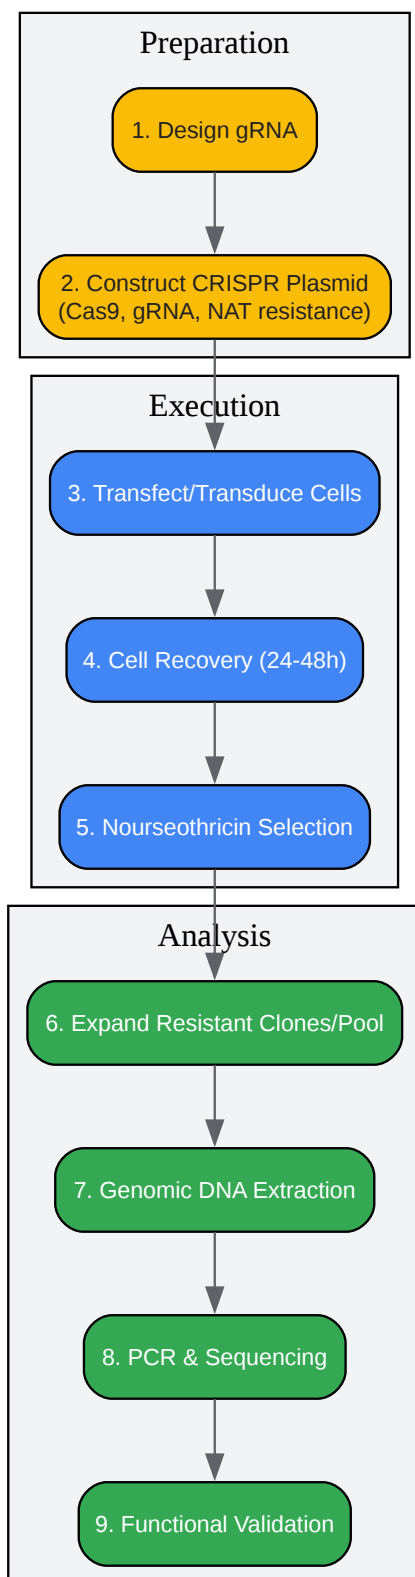 Preparation
1. Design gRNA
2. Construct CRISPR Plasmid
(Cas9, gRNA, NAT resistance)
Execution
3. Transfect/Transduce Cells
4. Cell Recovery (24-48h)
5. Nourseothricin Selection
Analysis
6. Expand Resistant Clones/Pool
7. Genomic DNA Extraction
8. PCR & Sequencing
9. Functional Validation